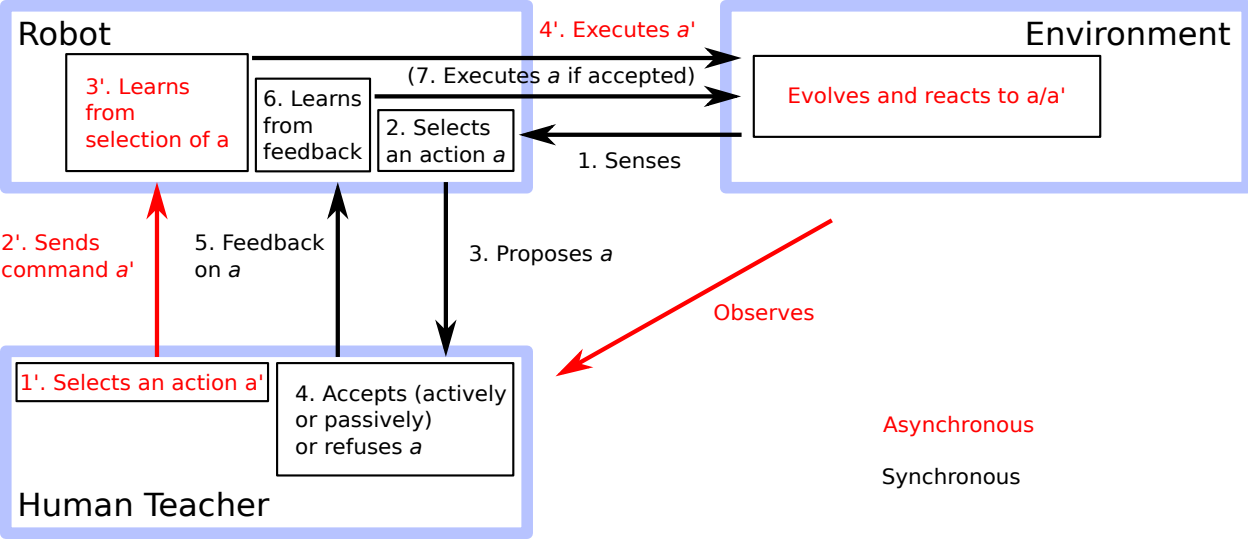 Robot
4'. Executes a'
Environment
(7. Executes a if accepted)
3'. Learns
from
selection of a
6. Learns
from
feedback
2. Selects
an action a
Evolves and reacts to a/a'
1. Senses
2'. Sends
command a'
5. Feedback
on a
3. Proposes a
Observes
1'. Selects an action a'
4. Accepts (actively
or passively)
or refuses a
Human Teacher
Asynchronous
Synchronous